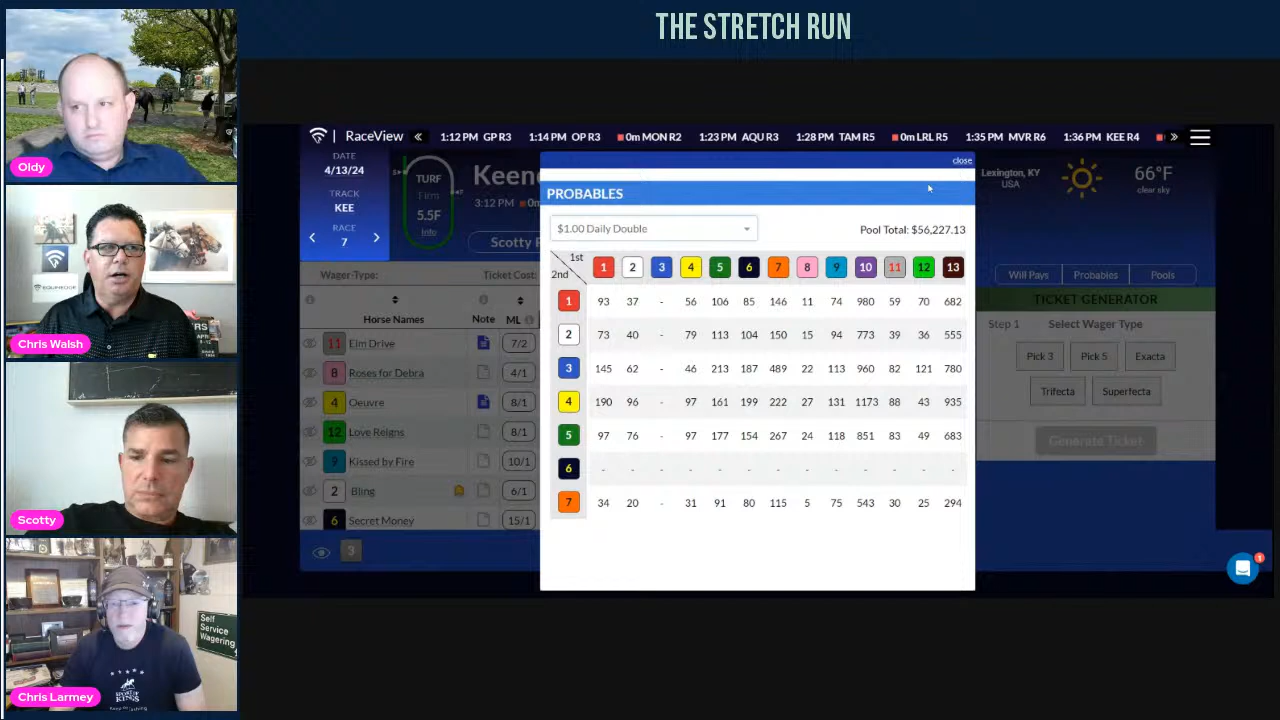 THE STRETCH RUN
Oldy
Chris Walsh
Scotty
Self
Service
Wagering
SPORT OF
KINGS
Chris Larmey
RaceView « 1:12 PM GP R3 1:14 PM OP R3 0m MON R2 1:23 PM AQU R3 1:28 PM TAM R5 0m LRL R5 1:35 PM MVR R6 1:36 PM KEE R4 »
DATE
4/13/24
TRACK
KEE
RACE
< 7 >
TURF
Firm
5.5F
Info
Keene
3:12 PM
Scotty
close
Lexington, KY
USA
66°F
clear sky
PROBABLES
$1.00 Daily Double
Pool Total: $56,227.13
1st
2nd
1 2 3 4 5 6 7 8 9 10 11 12 13
1 93 37 - 56 106 85 146 11 74 980 59 70 682
2 73 40 - 79 113 104 150 15 94 773 39 36 555
3 145 62 - 46 213 187 489 22 113 960 82 121 780
4 190 96 - 97 161 199 222 27 131 1173 88 43 935
5 97 76 - 97 177 154 267 24 118 851 83 49 683
6 - - - - - - - - - - - - -
7 34 20 - 31 91 80 115 5 75 543 30 25 294
Wager-Type: Ticket Cost:
Horse Names Note ML
11 Elm Drive 7/2
8 Roses for Debra 4/1
4 Oeuvre 8/1
12 Love Reigns 8/1
9 Kissed by Fire 10/1
2 Bling 6/1
6 Secret Money 15/1
3
Will Pays Probables Pools
TICKET GENERATOR
Step 1 Select Wager Type
Pick 3 Pick 5 Exacta
Trifecta Superfecta
Generate Ticket
1